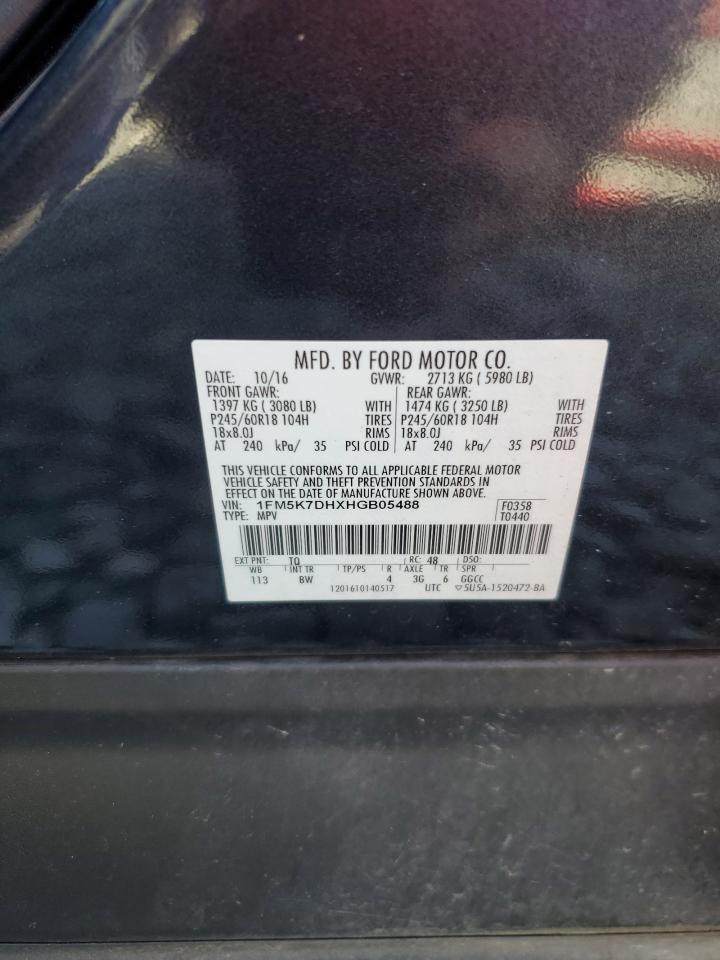 MFD. BY FORD MOTOR CO.
DATE: 10/16 GVWR: 2713 KG ( 5980 LB)
FRONT GAWR: REAR GAWR:
1397 KG ( 3080 LB) WITH 1474 KG ( 3250 LB) WITH
P245/60R18 104H TIRES P245/60R18 104H TIRES
18x8.0J RIMS 18x8.0J RIMS
AT 240 kPa/ 35 PSI COLD AT 240 kPa/ 35 PSI COLD
THIS VEHICLE CONFORMS TO ALL APPLICABLE FEDERAL MOTOR
VEHICLE SAFETY AND THEFT PREVENTION STANDARDS IN
EFFECT ON THE DATE OF MANUFACTURE SHOWN ABOVE.
VIN: 1FM5K7DHXHGB05488 F0358
TYPE: MPV T0440
EXT PNT: TQ RC: 48 DSO:
WB INT TR TP/PS R AXLE TR SPR
113 BW 4 3G 6 GGCC
1201610140517 UTC ▽5U5A-1520472-BA